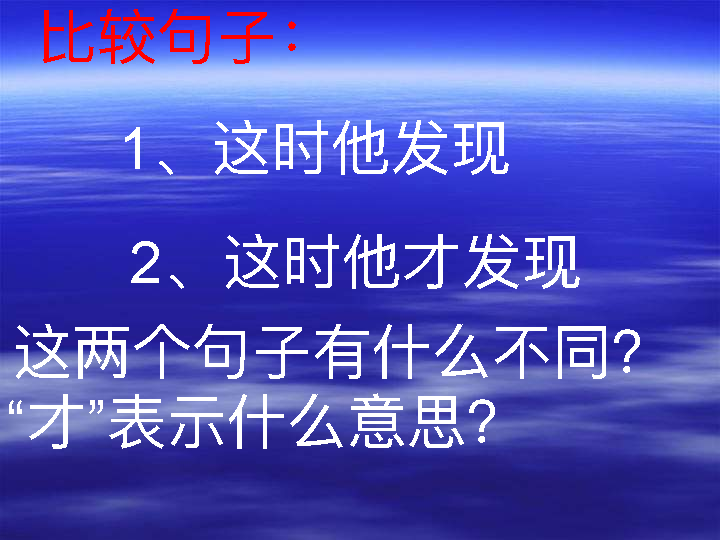 比较句子：
1、这时他发现
2、这时他才发现
这两个句子有什么不同？
“才”表示什么意思？